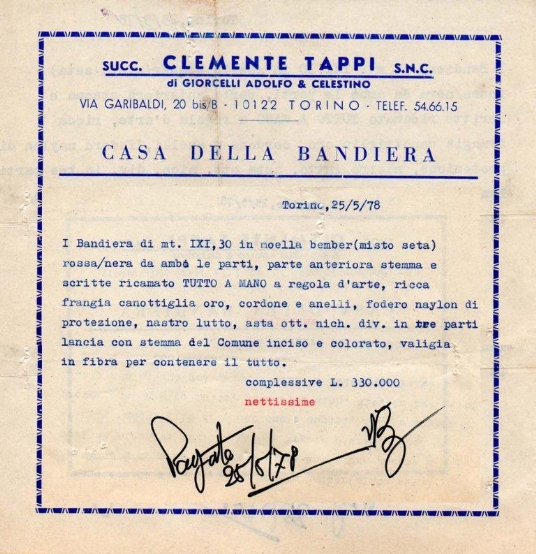 SUCC. CLEMENTE TAPPI S.N.C.
di GIORCELLI ADOLFO & CELESTINO
VIA GARIBALDI, 20 bis/B - 10122 TORINO - TELEF. 54.66.15
CASA DELLA BANDIERA
Torino,25/5/78
I Bandiera di mt. IXI,30 in moella bember(misto seta)
rossa/nera da ambo le parti, parte anteriora stemma e
scritte ricamato TUTTO A MANO a regola d'arte, ricca
frangia canottiglia oro, cordone e anelli, fodero naylon di
protezione, nastro lutto, asta ott. nich. div. in tre parti
lancia con stemma del Comune inciso e colorato, valigia
in fibra per contenere il tutto.
complessive L. 330.000
nettissime
Pagato
25/5/78